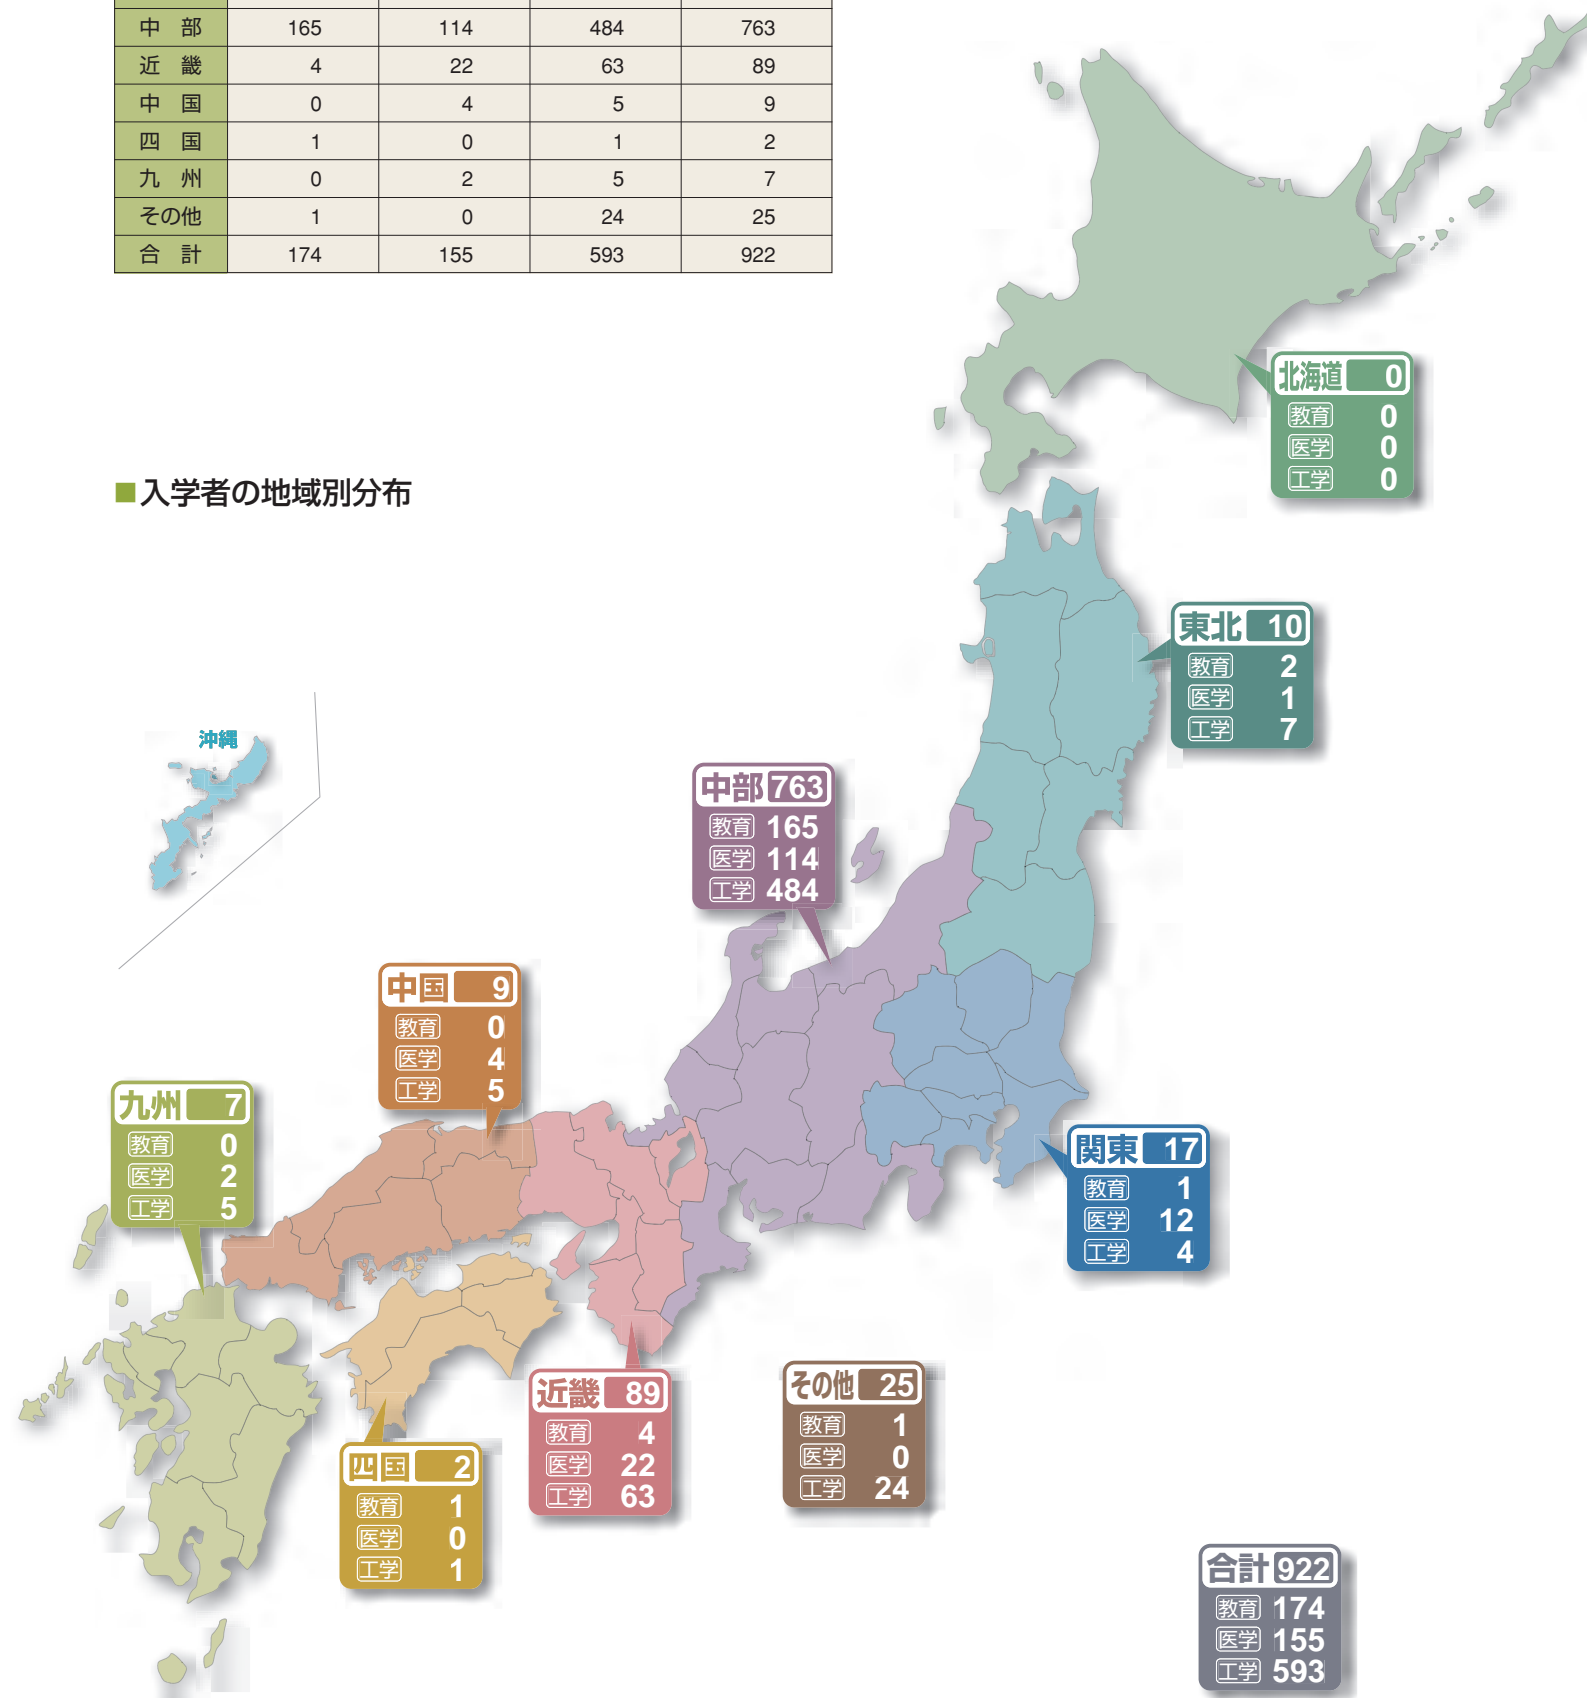 中 部 165 114 484 763
近 畿 4 22 63 89
中 国 0 4 5 9
四 国 1 0 1 2
九 州 0 2 5 7
その他 1 0 24 25
合 計 174 155 593 922
北海道 0
教育 0
医学 0
工学 0
■入学者の地域別分布
東北 10
教育 2
医学 1
工学 7
沖縄
中部 763
教育 165
医学 114
工学 484
中国 9
教育 0
医学 4
工学 5
九州 7
教育 0
医学 2
工学 5
関東 17
教育 1
医学 12
工学 4
近畿 89
教育 4
医学 22
工学 63
その他 25
教育 1
医学 0
工学 24
四国 2
教育 1
医学 0
工学 1
合計 922
教育 174
医学 155
工学 593